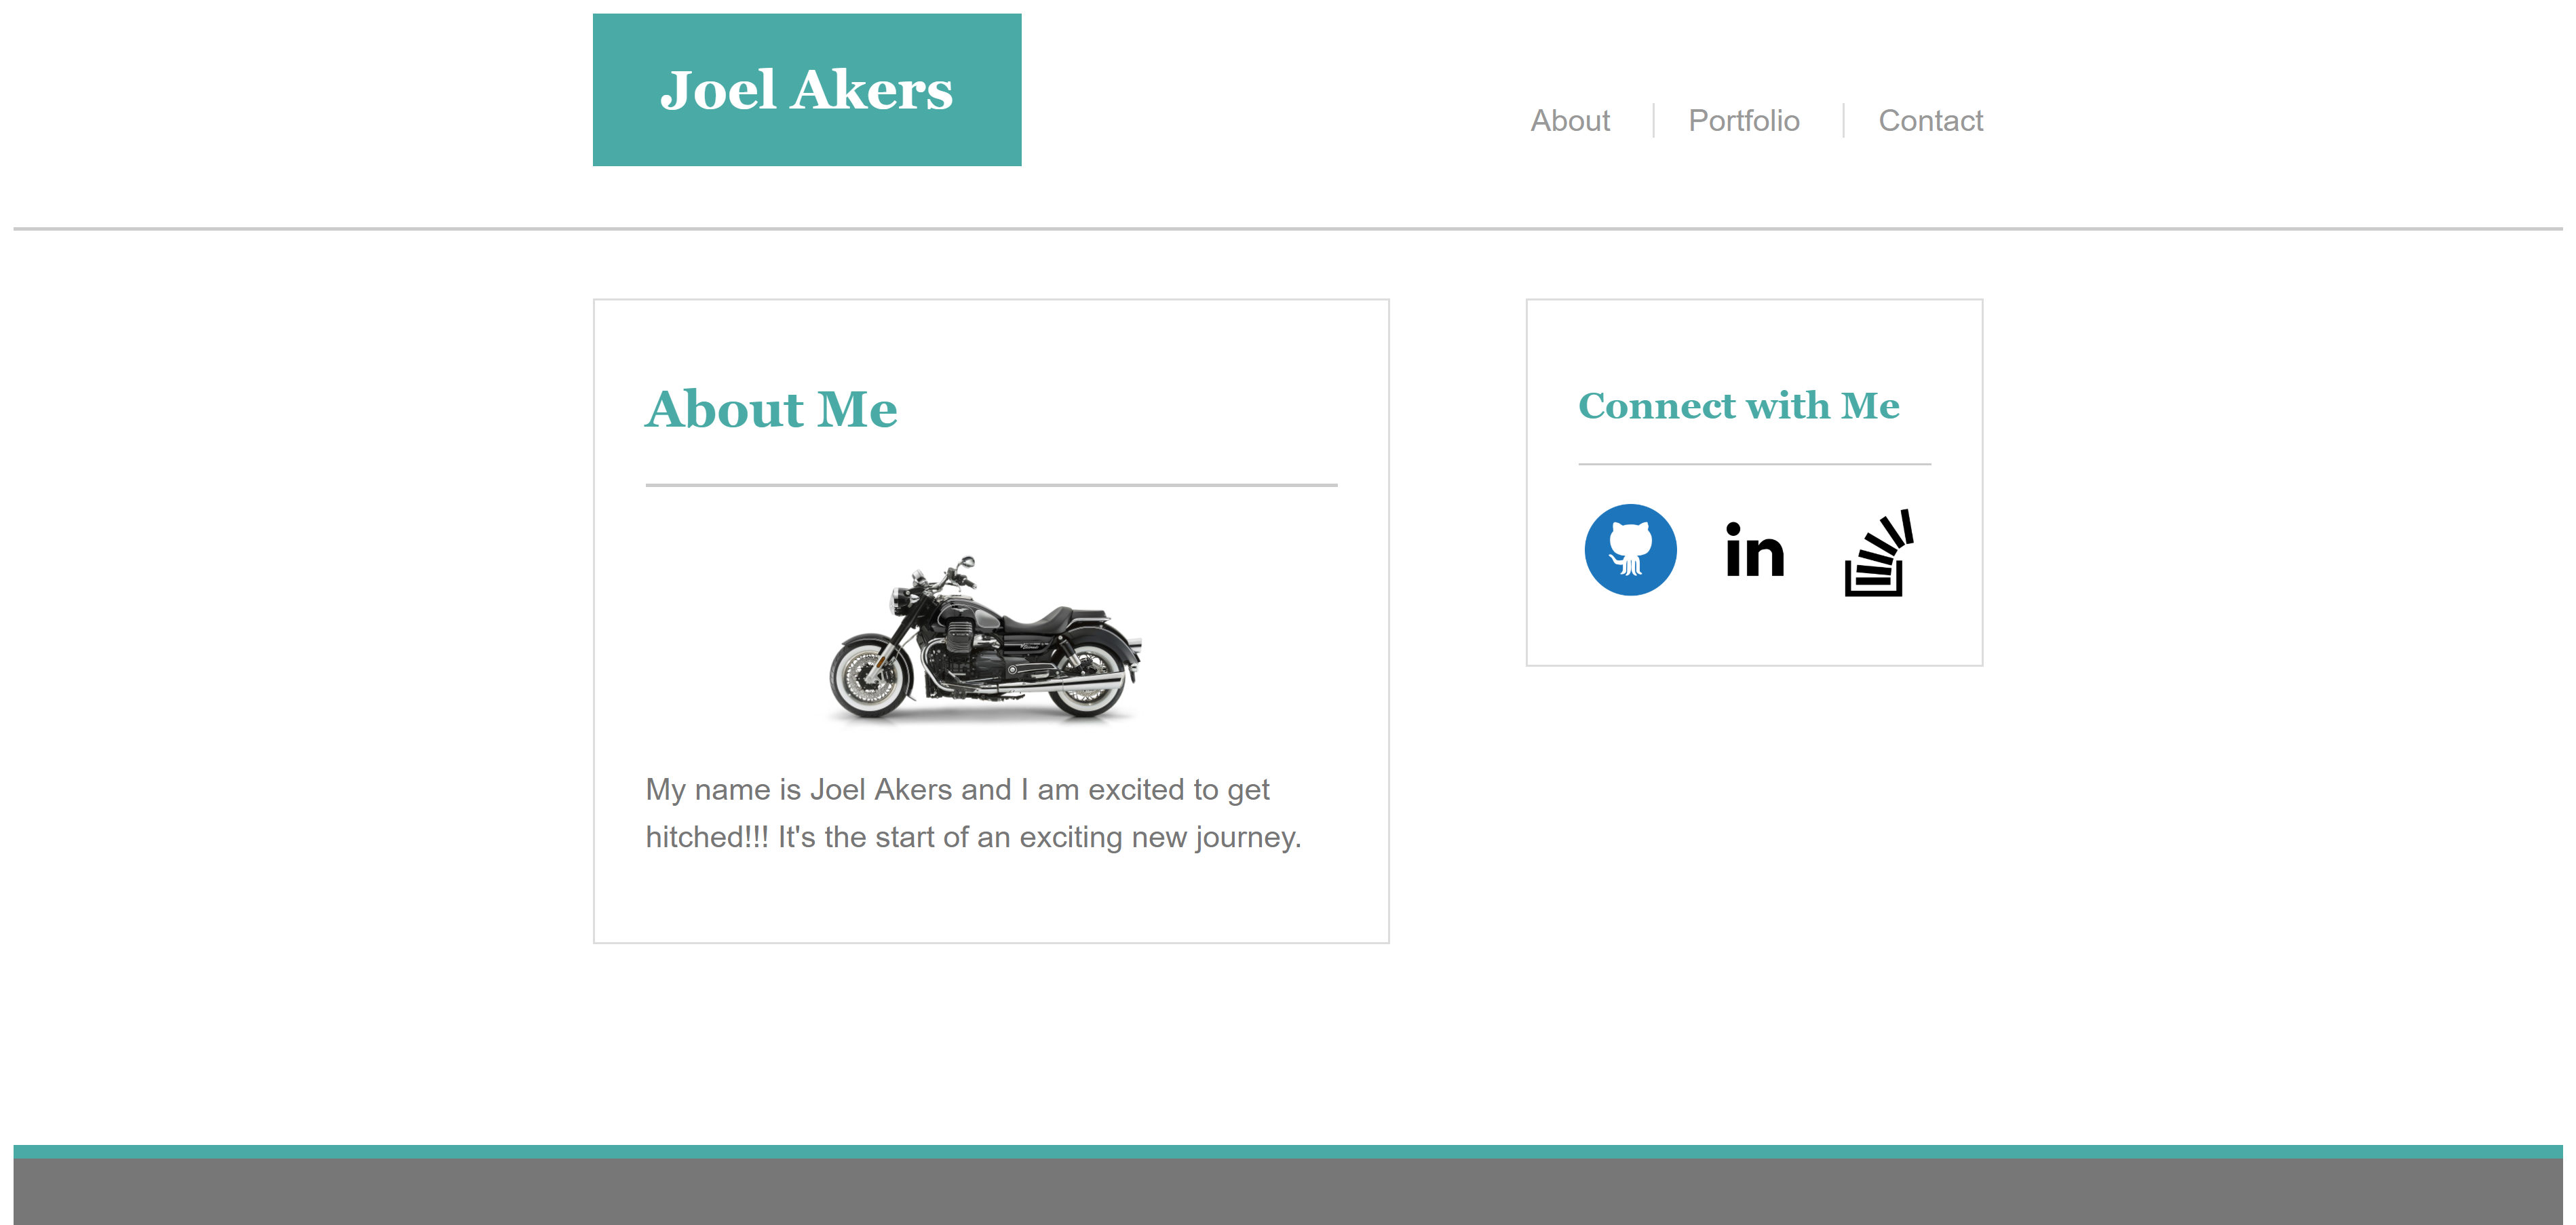 Joel Akers
About
Portfolio
Contact
About Me
My name is Joel Akers and I am excited to get
hitched!!! It's the start of an exciting new journey.
Connect with Me
in